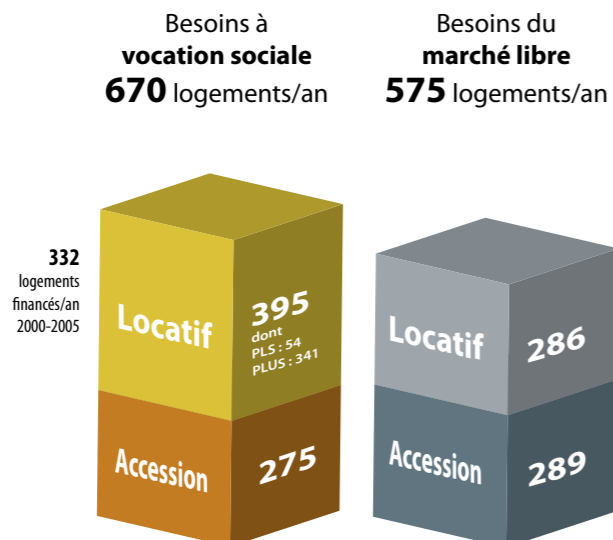 Besoins à
vocation sociale
670 logements/an
Besoins du
marché libre
575 logements/an
332
logements
financés/an
2000-2005
Locatif
395
dont
PLS : 54
PLUS : 341
Accession
275
Locatif
286
Accession
289